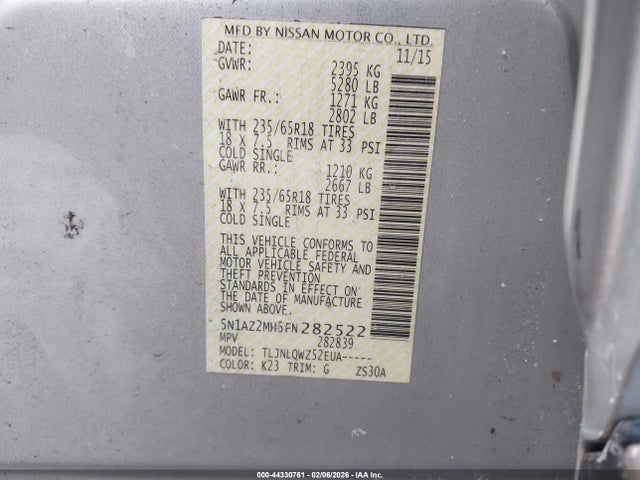 MFD BY NISSAN MOTOR CO., LTD.
DATE: 11/15
GVWR: 2395 KG
5280 LB
GAWR FR.: 1271 KG
2802 LB
WITH 235/65R18 TIRES
18 X 7.5 RIMS AT 33 PSI
COLD SINGLE
GAWR RR.: 1210 KG
2667 LB
WITH 235/65R18 TIRES
18 X 7.5 RIMS AT 33 PSI
COLD SINGLE
THIS VEHICLE CONFORMS TO
ALL APPLICABLE FEDERAL
MOTOR VEHICLE SAFETY AND
THEFT PREVENTION
STANDARDS IN EFFECT ON THE
DATE OF MANUFACTURE
SHOWN ABOVE.
5N1AZ2MH5FN282522
MPV 282839
MODEL: TLJNLQWZ52EUA-----
COLOR: K23 TRIM: G ZS30A
000-44330761 - 02/06/2026 - IAA Inc.